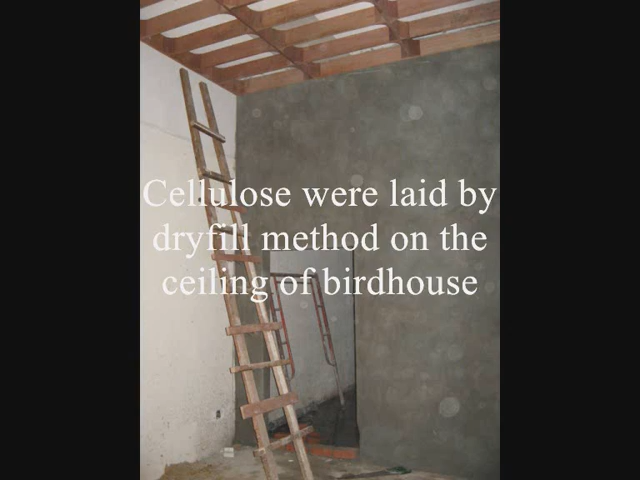 Cellulose were laid by
dryfill method on the
ceiling of birdhouse